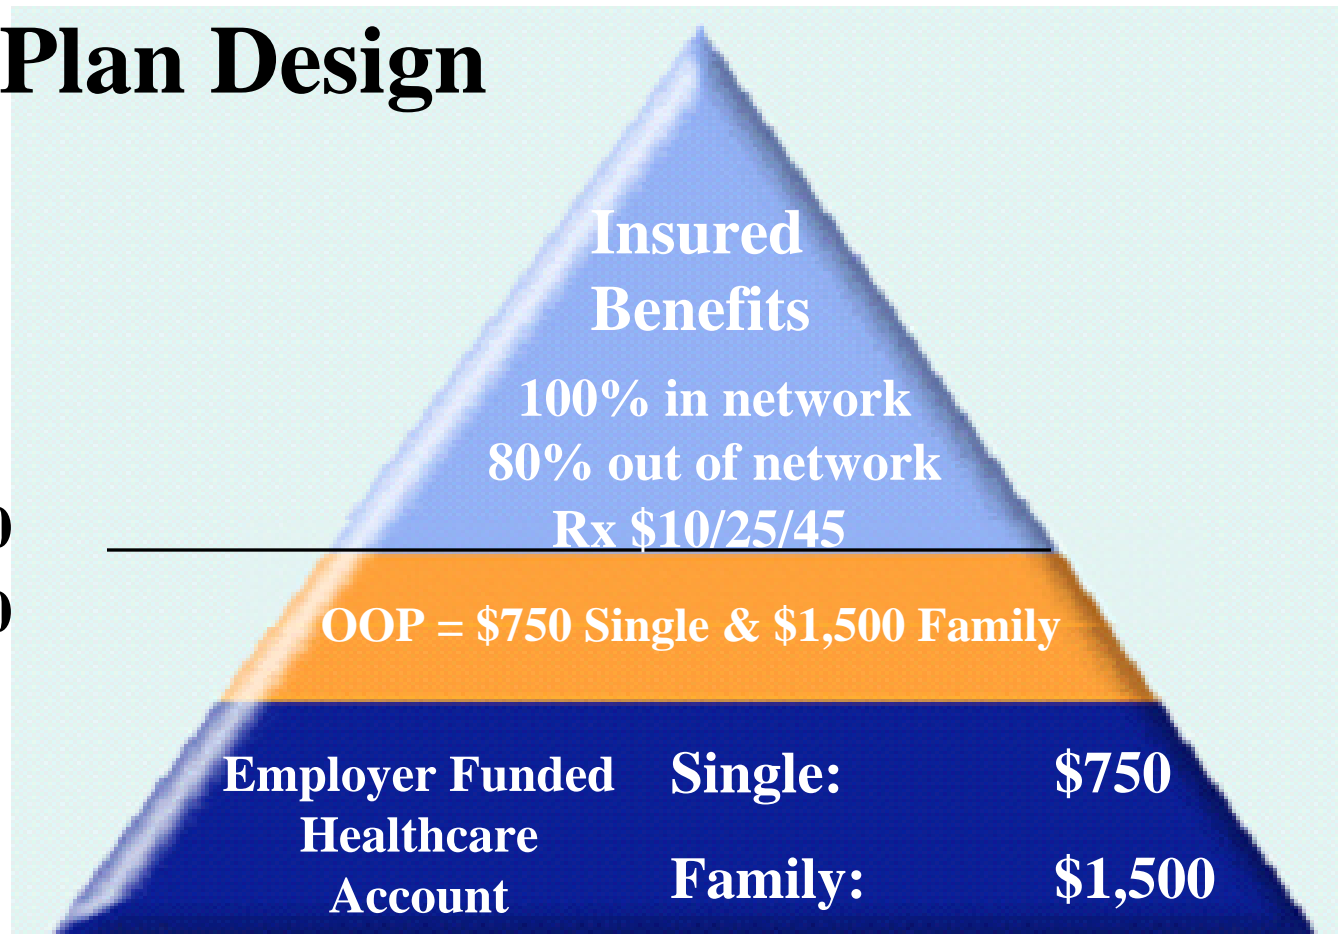 Plan Design
Insured
Benefits
100% in network
80% out of network
Rx $10/25/45
OOP = $750 Single & $1,500 Family
Employer Funded
Healthcare
Account
Single: $750
Family: $1,500